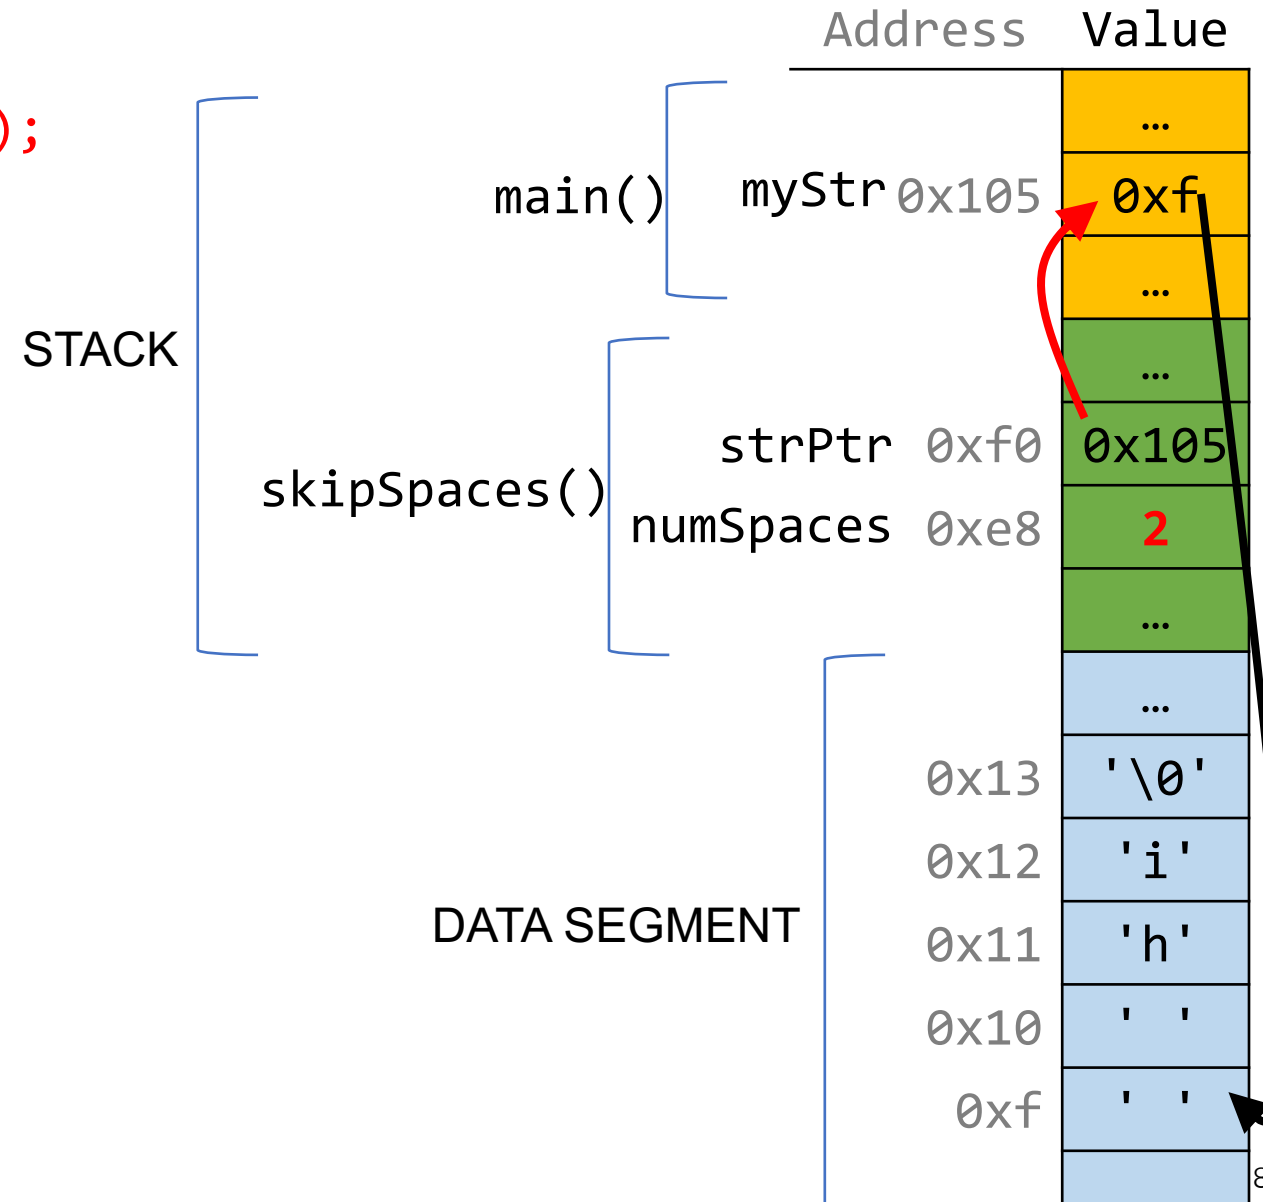 Address Value
);
…
main() myStr 0x105 0xf
…
STACK
…
strPtr 0xf0 0x105
skipSpaces()
numSpaces 0xe8 2
…
…
0x13 '\0'
0x12 'i'
DATA SEGMENT
0x11 'h'
0x10 ' '
0xf ' '